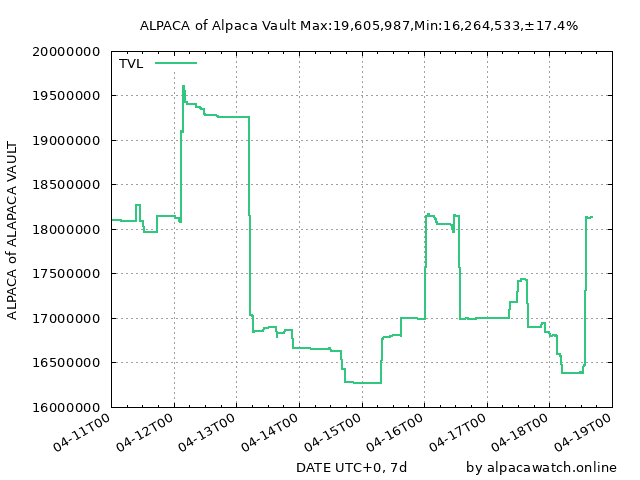 ALPACA of Alpaca Vault Max:19,605,987,Min:16,264,533,±17.4%
TVL
20000000
19500000
19000000
18500000
18000000
17500000
17000000
16500000
16000000
ALPACA of ALAPACA VAULT
04-11T00
04-12T00
04-13T00
04-14T00
04-15T00
04-16T00
04-17T00
04-18T00
04-19T00
DATE UTC+0, 7d
by alpacawatch.online